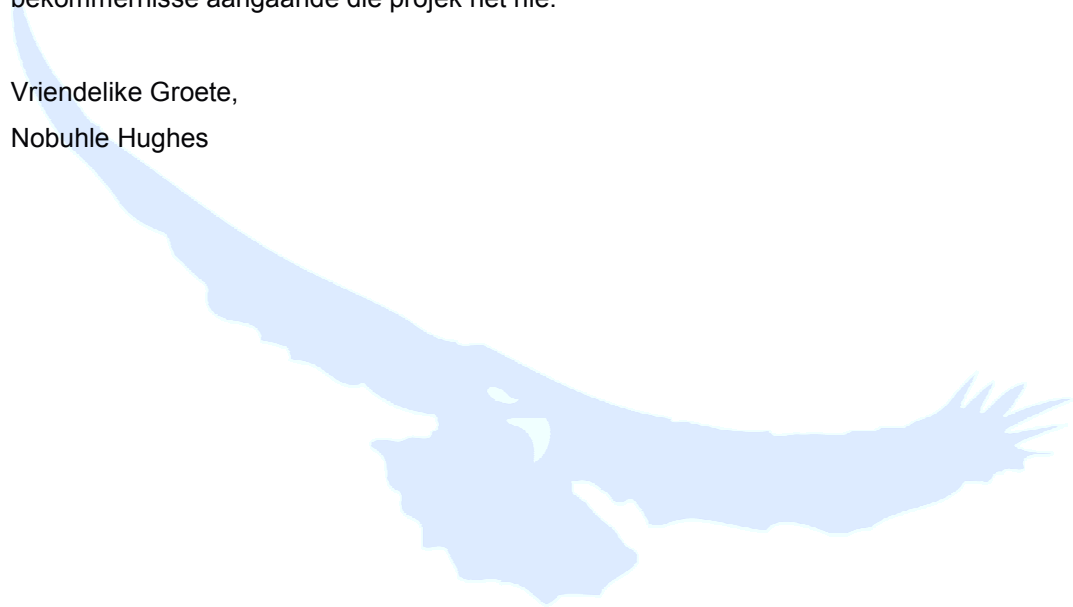 bekommernisse aangaande die projek het nie.
Vriendelike Groete,
Nobuhle Hughes